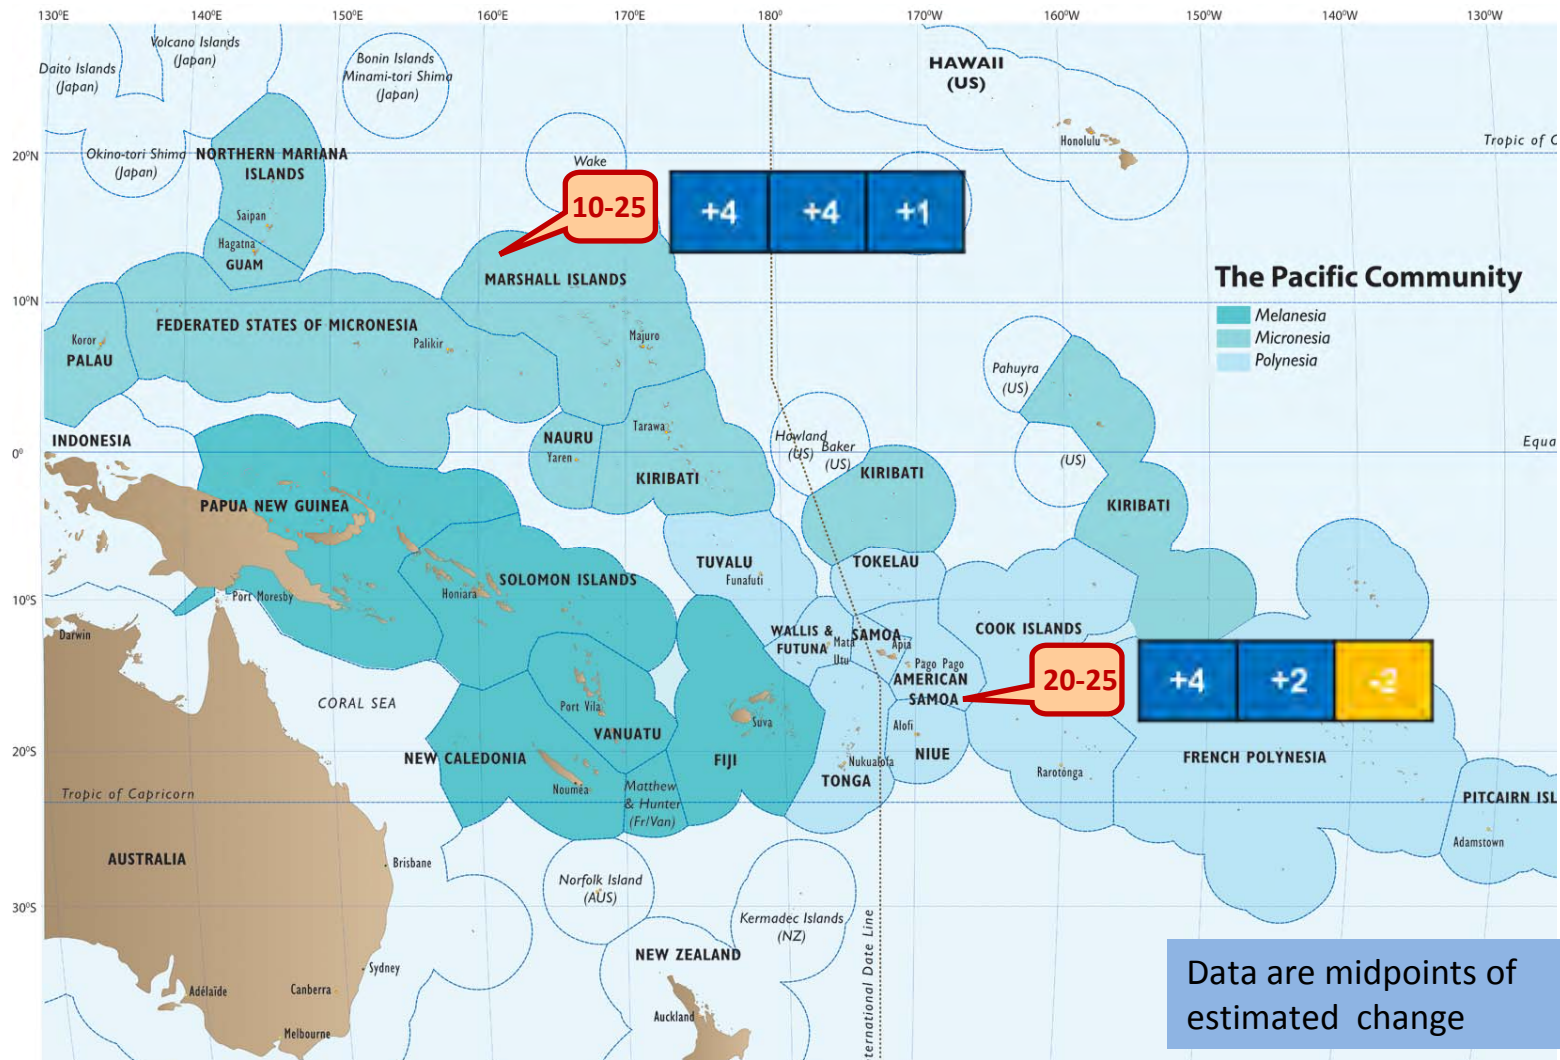 130°E
140°E
150°E
160°E
170°E
180°
170°W
160°W
150°W
140°W
130°W
Volcano Islands
(Japan)
Daito Islands
(Japan)
Bonin Islands
Minami-tori Shima
(Japan)
HAWAII
(US)
Honolulu
Tropic of C
20°N
Okino-tori Shima
(Japan)
NORTHERN MARIANA
ISLANDS
Saipan
Hagatna
GUAM
Wake
10-25
+4
+4
+1
MARSHALL ISLANDS
Majuro
The Pacific Community
Melanesia
Micronesia
Polynesia
10°N
FEDERATED STATES OF MICRONESIA
Palikir
Koror
PALAU
Pahuyra
(US)
INDONESIA
NAURU
Yaren
Tarawa
KIRIBATI
Howland
(US)
Baker
(US)
KIRIBATI
(US)
KIRIBATI
Equa
0°
PAPUA NEW GUINEA
Port Moresby
SOLOMON ISLANDS
Honiara
TUVALU
Funafuti
TOKELAU
10°S
Darwin
WALLIS &
FUTUNA
Mata
Utu
SAMOA
Apia
Pago Pago
AMERICAN
SAMOA
COOK ISLANDS
20-25
+4
+2
-2
CORAL SEA
Port Vila
VANUATU
Suva
FIJI
Alofi
NIUE
NEW CALEDONIA
Nouméa
Nukualofa
TONGA
Rarotonga
FRENCH POLYNESIA
20°S
Tropic of Capricorn
Matthew
& Hunter
(Fr/Van)
PITCAIRN ISL
Adamstown
AUSTRALIA
Brisbane
Norfolk Island
(AUS)
Kermadec Islands
(NZ)
30°S
NEW ZEALAND
Auckland
Sydney
Canberra
Adélaïde
Melbourne
nternational Date Line
Data are midpoints of
estimated change